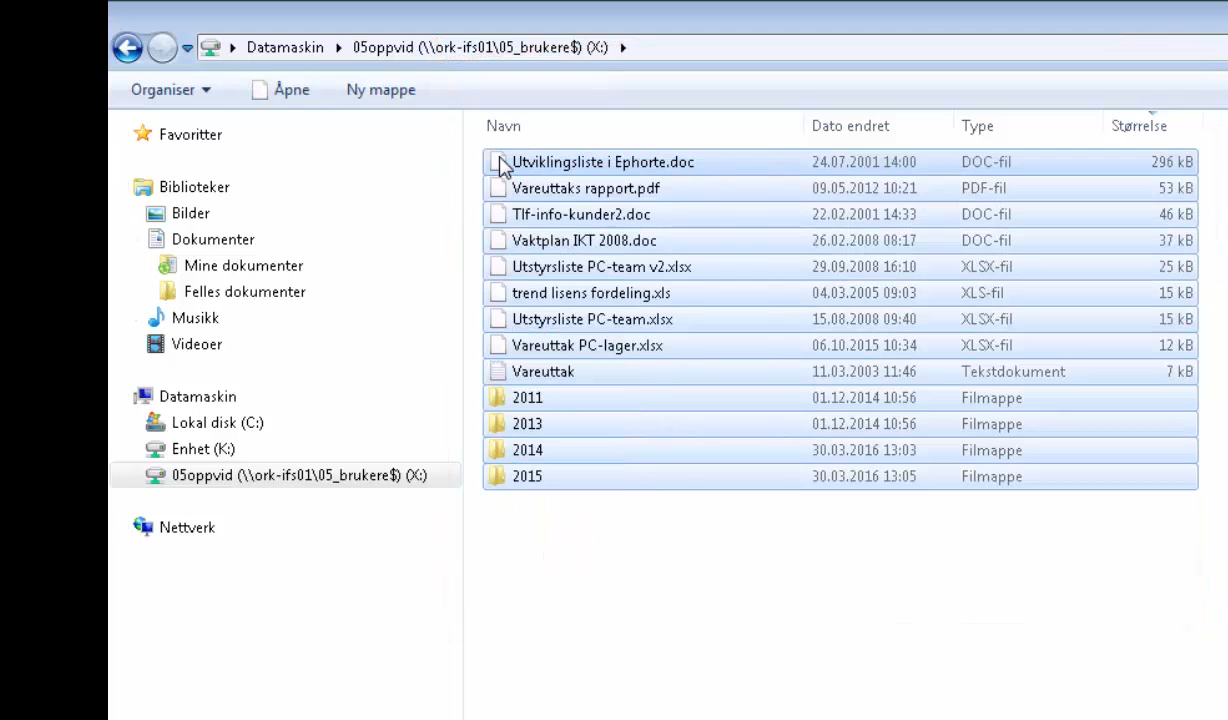 Datamaskin 05oppvid (\\ork-ifs01\05_brukere$) (X:)
Organiser Åpne Ny mappe
Favoritter
Biblioteker
Bilder
Dokumenter
Mine dokumenter
Felles dokumenter
Musikk
Videoer
Datamaskin
Lokal disk (C:)
Enhet (K:)
05oppvid (\\ork-ifs01\05_brukere$) (X:)
Nettverk
Navn Dato endret Type Størrelse
Utviklingsliste i Ephorte.doc 24.07.2001 14:00 DOC-fil 296 kB
Vareuttaks rapport.pdf 09.05.2012 10:21 PDF-fil 53 kB
Tlf-info-kunder2.doc 22.02.2001 14:33 DOC-fil 46 kB
Vaktplan IKT 2008.doc 26.02.2008 08:17 DOC-fil 37 kB
Utstyrsliste PC-team v2.xlsx 29.09.2008 16:10 XLSX-fil 25 kB
trend lisens fordeling.xls 04.03.2005 09:03 XLS-fil 15 kB
Utstyrsliste PC-team.xlsx 15.08.2008 09:40 XLSX-fil 15 kB
Vareuttak PC-lager.xlsx 06.10.2015 10:34 XLSX-fil 12 kB
Vareuttak 11.03.2003 11:46 Tekstdokument 7 kB
2011 01.12.2014 10:56 Filmappe
2013 01.12.2014 10:56 Filmappe
2014 30.03.2016 13:03 Filmappe
2015 30.03.2016 13:05 Filmappe